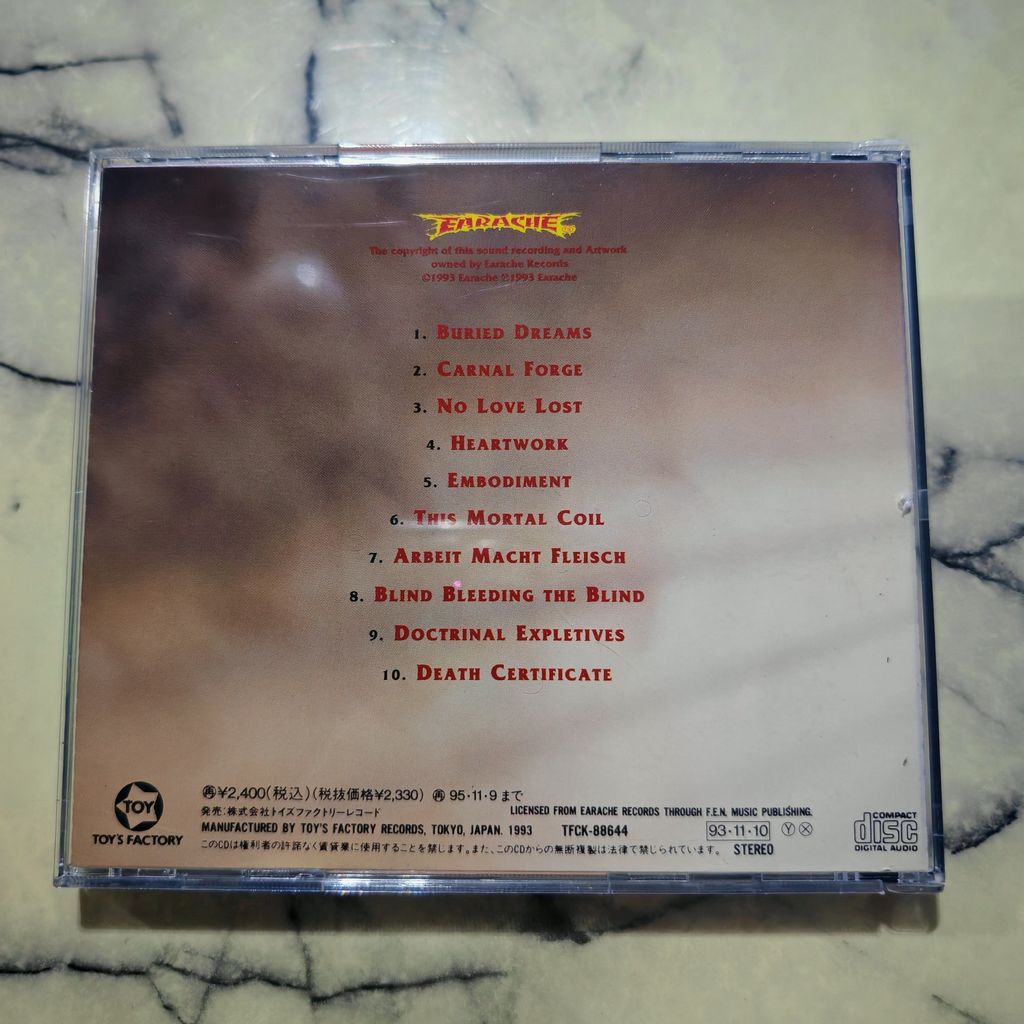 EARACHE
The copyright of this sound recording and Artwork
owned by Earache Records.
©1993 Earache ℗1993 Earache
1. BURIED DREAMS
2. CARNAL FORGE
3. NO LOVE LOST
4. HEARTWORK
5. EMBODIMENT
6. THIS MORTAL COIL
7. ARBEIT MACHT FLEISCH
8. BLIND BLEEDING THE BLIND
9. DOCTRINAL EXPLETIVES
10. DEATH CERTIFICATE
TOY
TOY'S FACTORY
㊢¥2,400(税込)(税抜価格¥2,330) ㊢ 95·11·9 まで
発売:株式会社トイズファクトリーレコード
LICENSED FROM EARACHE RECORDS THROUGH F.E.N. MUSIC PUBLISHING.
MANUFACTURED BY TOY'S FACTORY RECORDS, TOKYO, JAPAN. 1993 TFCK-88644 93·11·10 Ⓨ Ⓧ
このCDは権利者の許諾なく賃貸業に使用することを禁じます。また、このCDからの無断複製は法律で禁じられています。 STEREO
COMPACT
disc
DIGITAL AUDIO